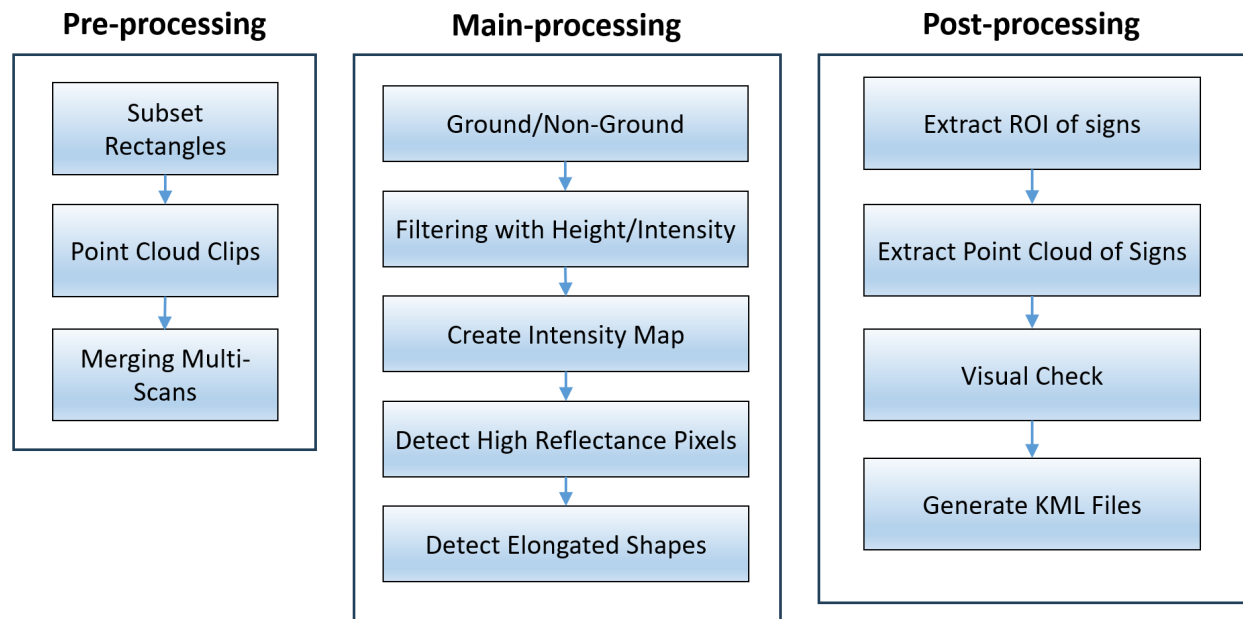 Pre-processing
Subset
Rectangles
Point Cloud Clips
Merging Multi-
Scans
Main-processing
Ground/Non-Ground
Filtering with Height/Intensity
Create Intensity Map
Detect High Reflectance Pixels
Detect Elongated Shapes
Post-processing
Extract ROI of signs
Extract Point Cloud of Signs
Visual Check
Generate KML Files